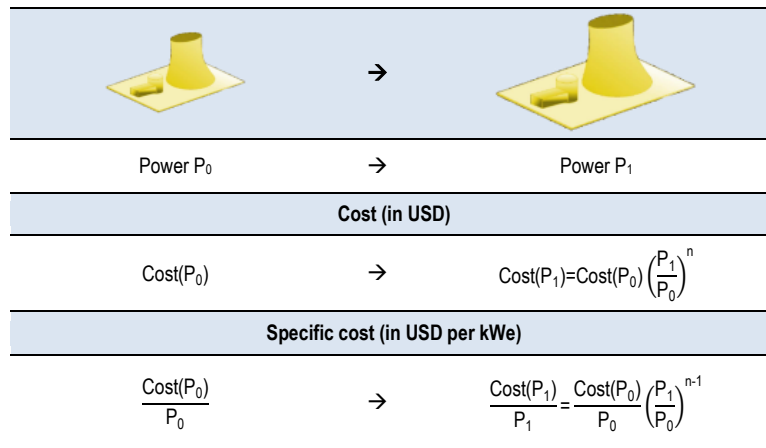 →
Power P₀ → Power P₁
Cost (in USD)
Cost(P₀) → Cost(P₁)=Cost(P₀)(P₁/P₀)ⁿ
Specific cost (in USD per kWe)
Cost(P₀)/P₀ → Cost(P₁)/P₁=Cost(P₀)/P₀(P₁/P₀)ⁿ⁻¹